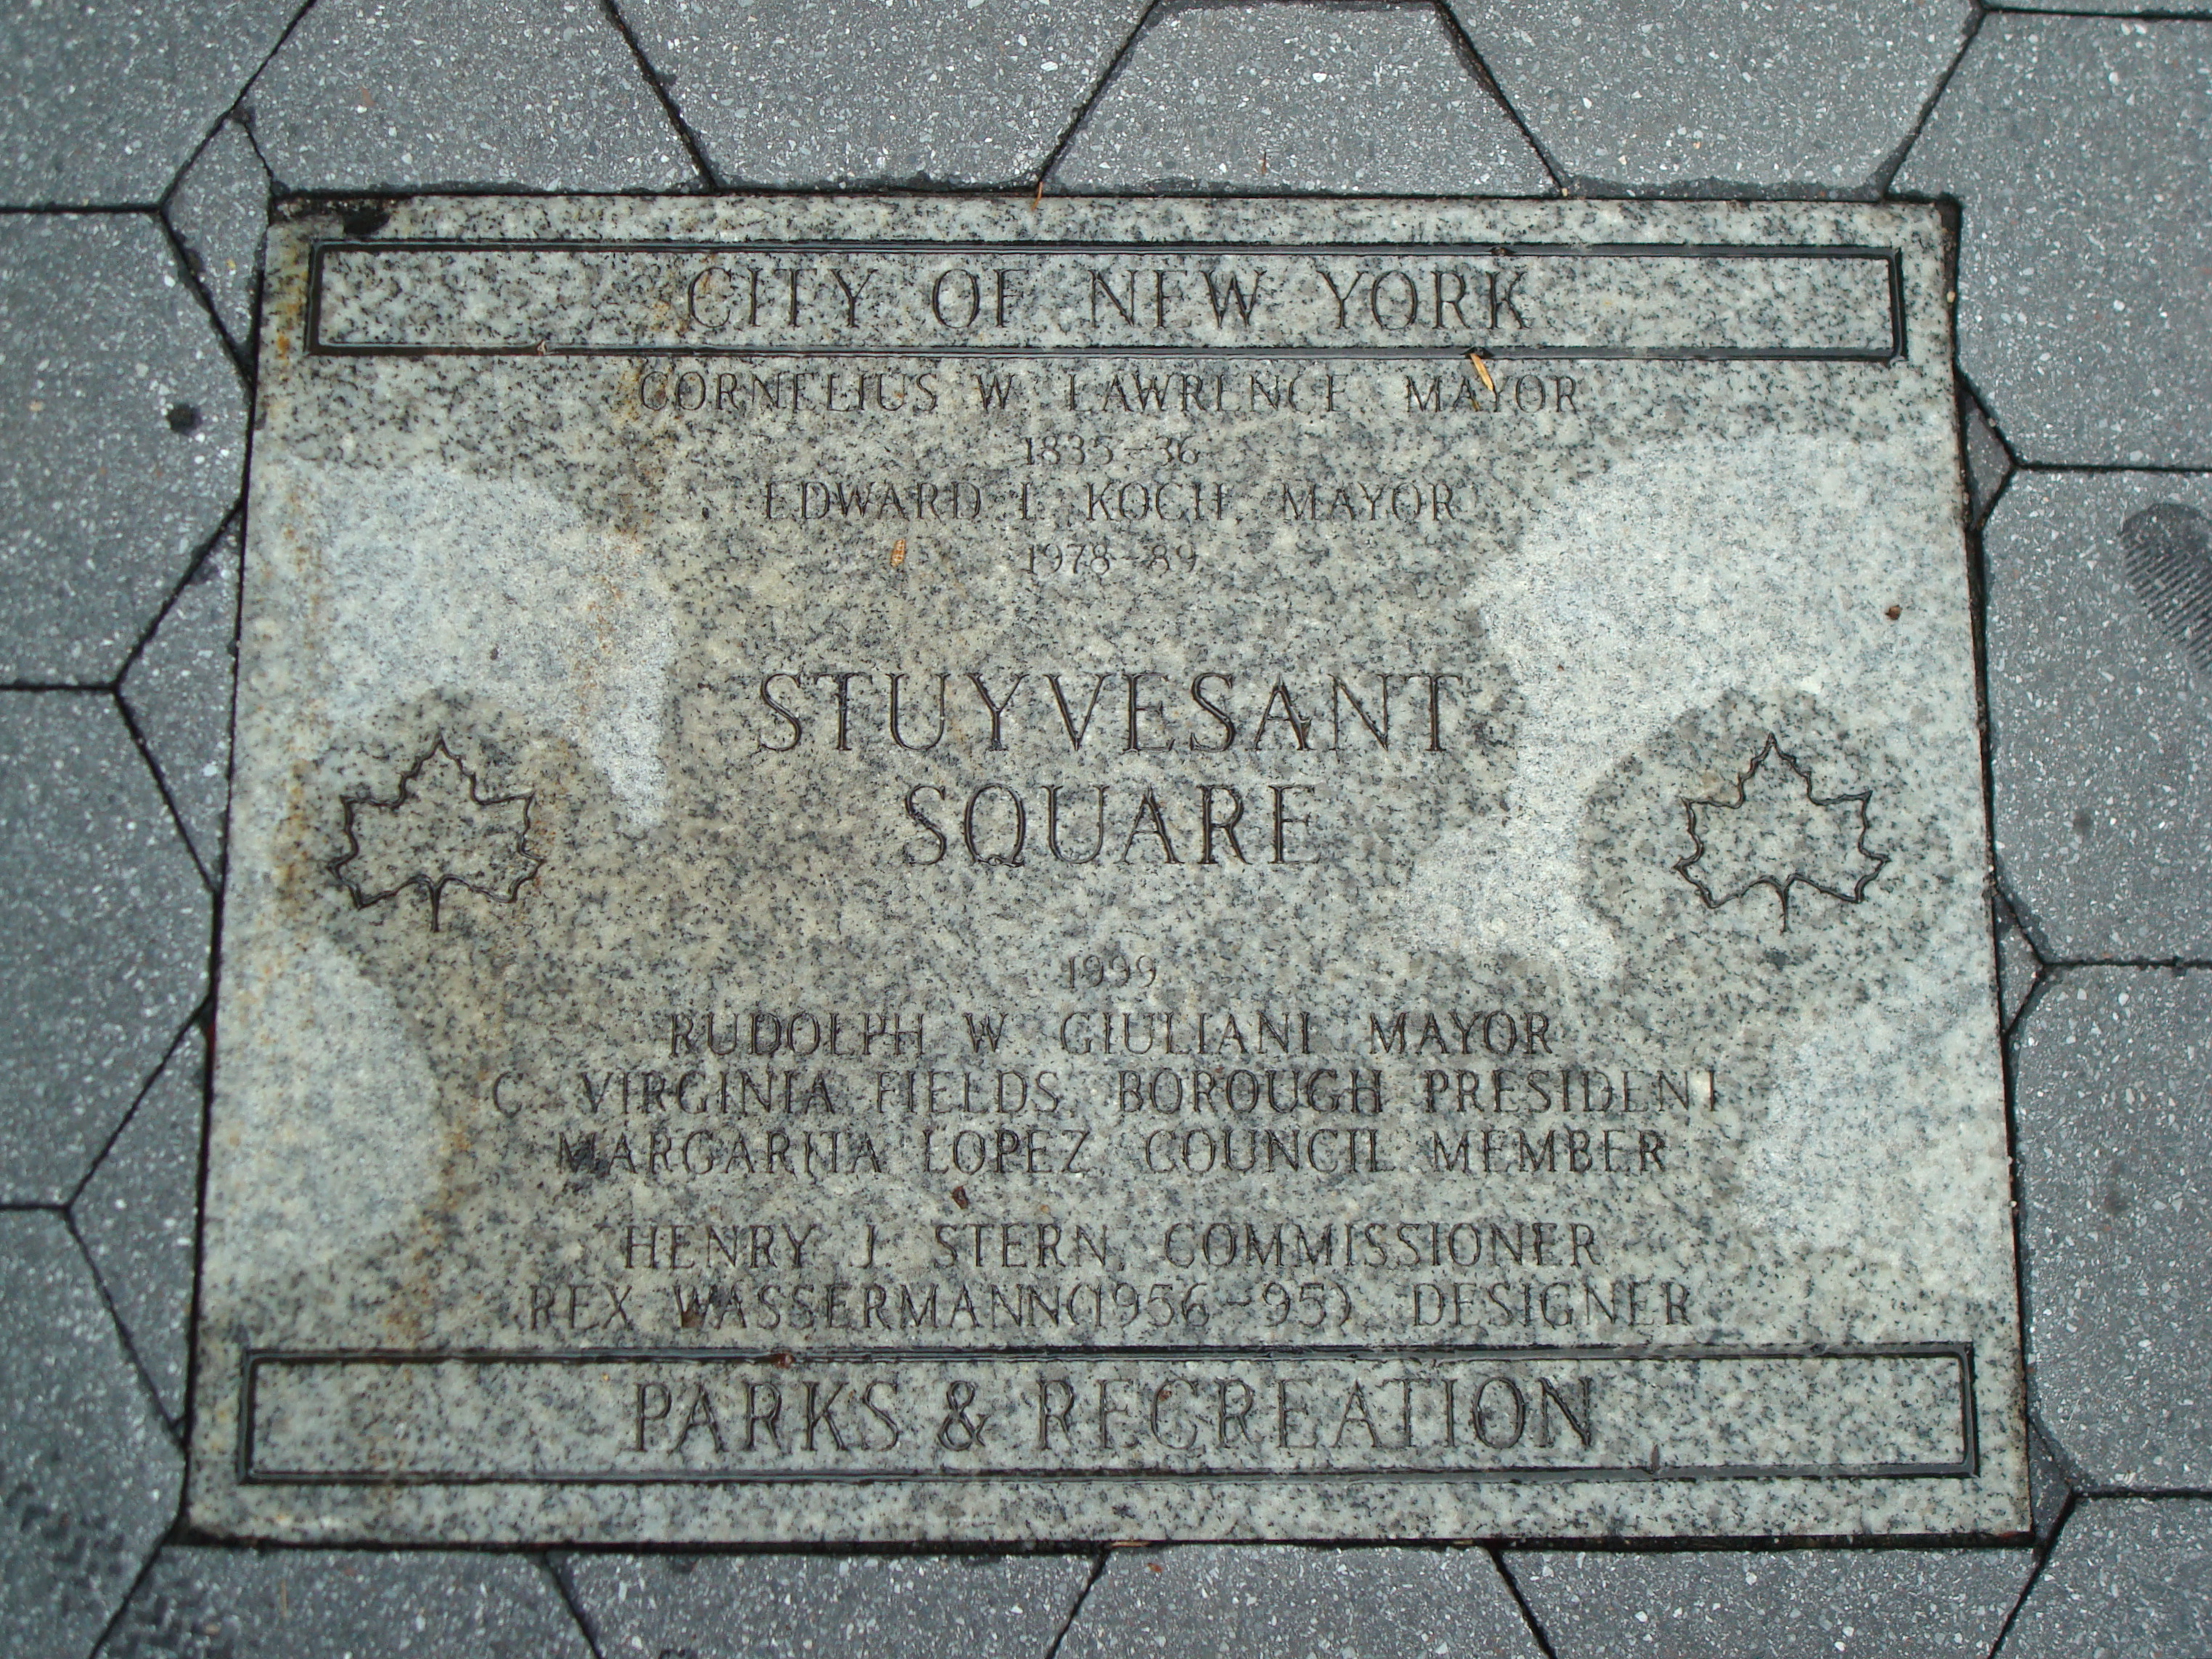 CITY OF NEW YORK
CORNELIUS W. LAWRENCE, MAYOR
1835-36
EDWARD I. KOCH, MAYOR
1978-89
STUYVESANT
SQUARE
1999
RUDOLPH W. GIULIANI, MAYOR
C. VIRGINIA FIELDS, BOROUGH PRESIDENT
MARGARITA LOPEZ, COUNCIL MEMBER
HENRY J. STERN, COMMISSIONER
REX WASSERMANN(1956-95), DESIGNER
PARKS & RECREATION